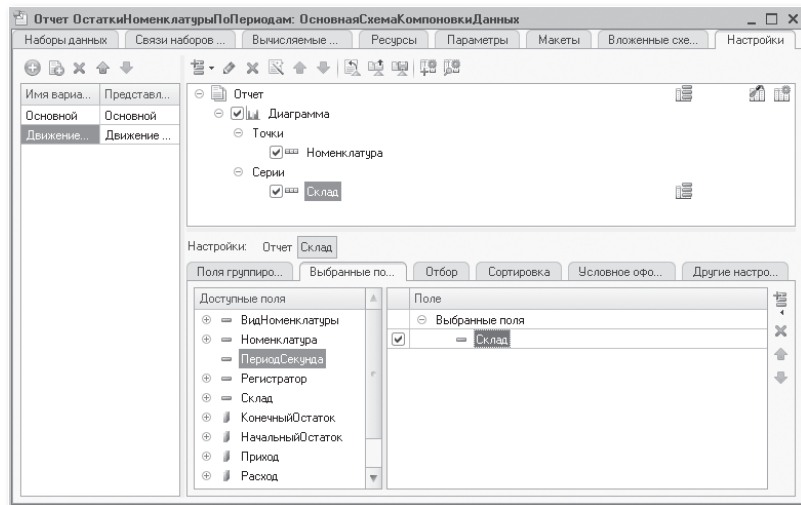 Отчет ОстаткиНоменклатурыПоПериодам: ОсновнаяСхемаКомпоновкиДанных
Наборы данных Связи наборов ... Вычисляемые ... Ресурсы Параметры Макеты Вложенные схе... Настройки
Имя вариа... Представл...
Основной Основной
Движение... Движение ...
Отчет
Диаграмма
Точки
Номенклатура
Серии
Склад
Настройки: Отчет Склад
Поля группиро... Выбранные по... Отбор Сортировка Условное офо... Другие настро...
Доступные поля
ВидНоменклатуры
Номенклатура
ПериодСекунда
Регистратор
Склад
КонечныйОстаток
НачальныйОстаток
Приход
Расход
Поле
Выбранные поля
Склад